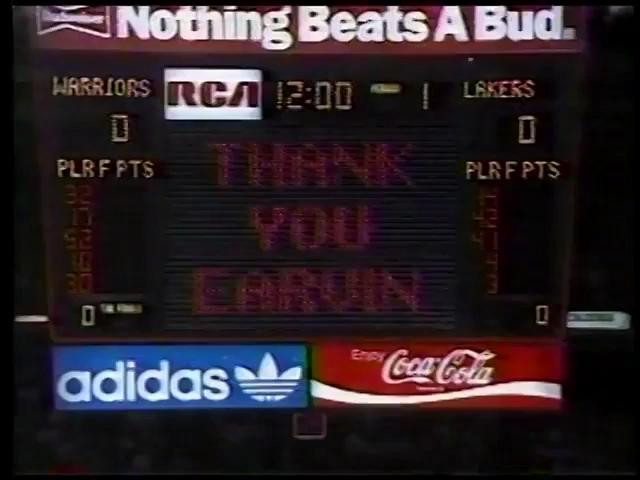 Budweiser
Nothing Beats A Bud.
WARRIORS RCA 12:00 1 LAKERS
0 0
PLR F PTS THANK PLR F PTS
YOU
EARVIN
0 0
adidas Enjoy Coca-Cola